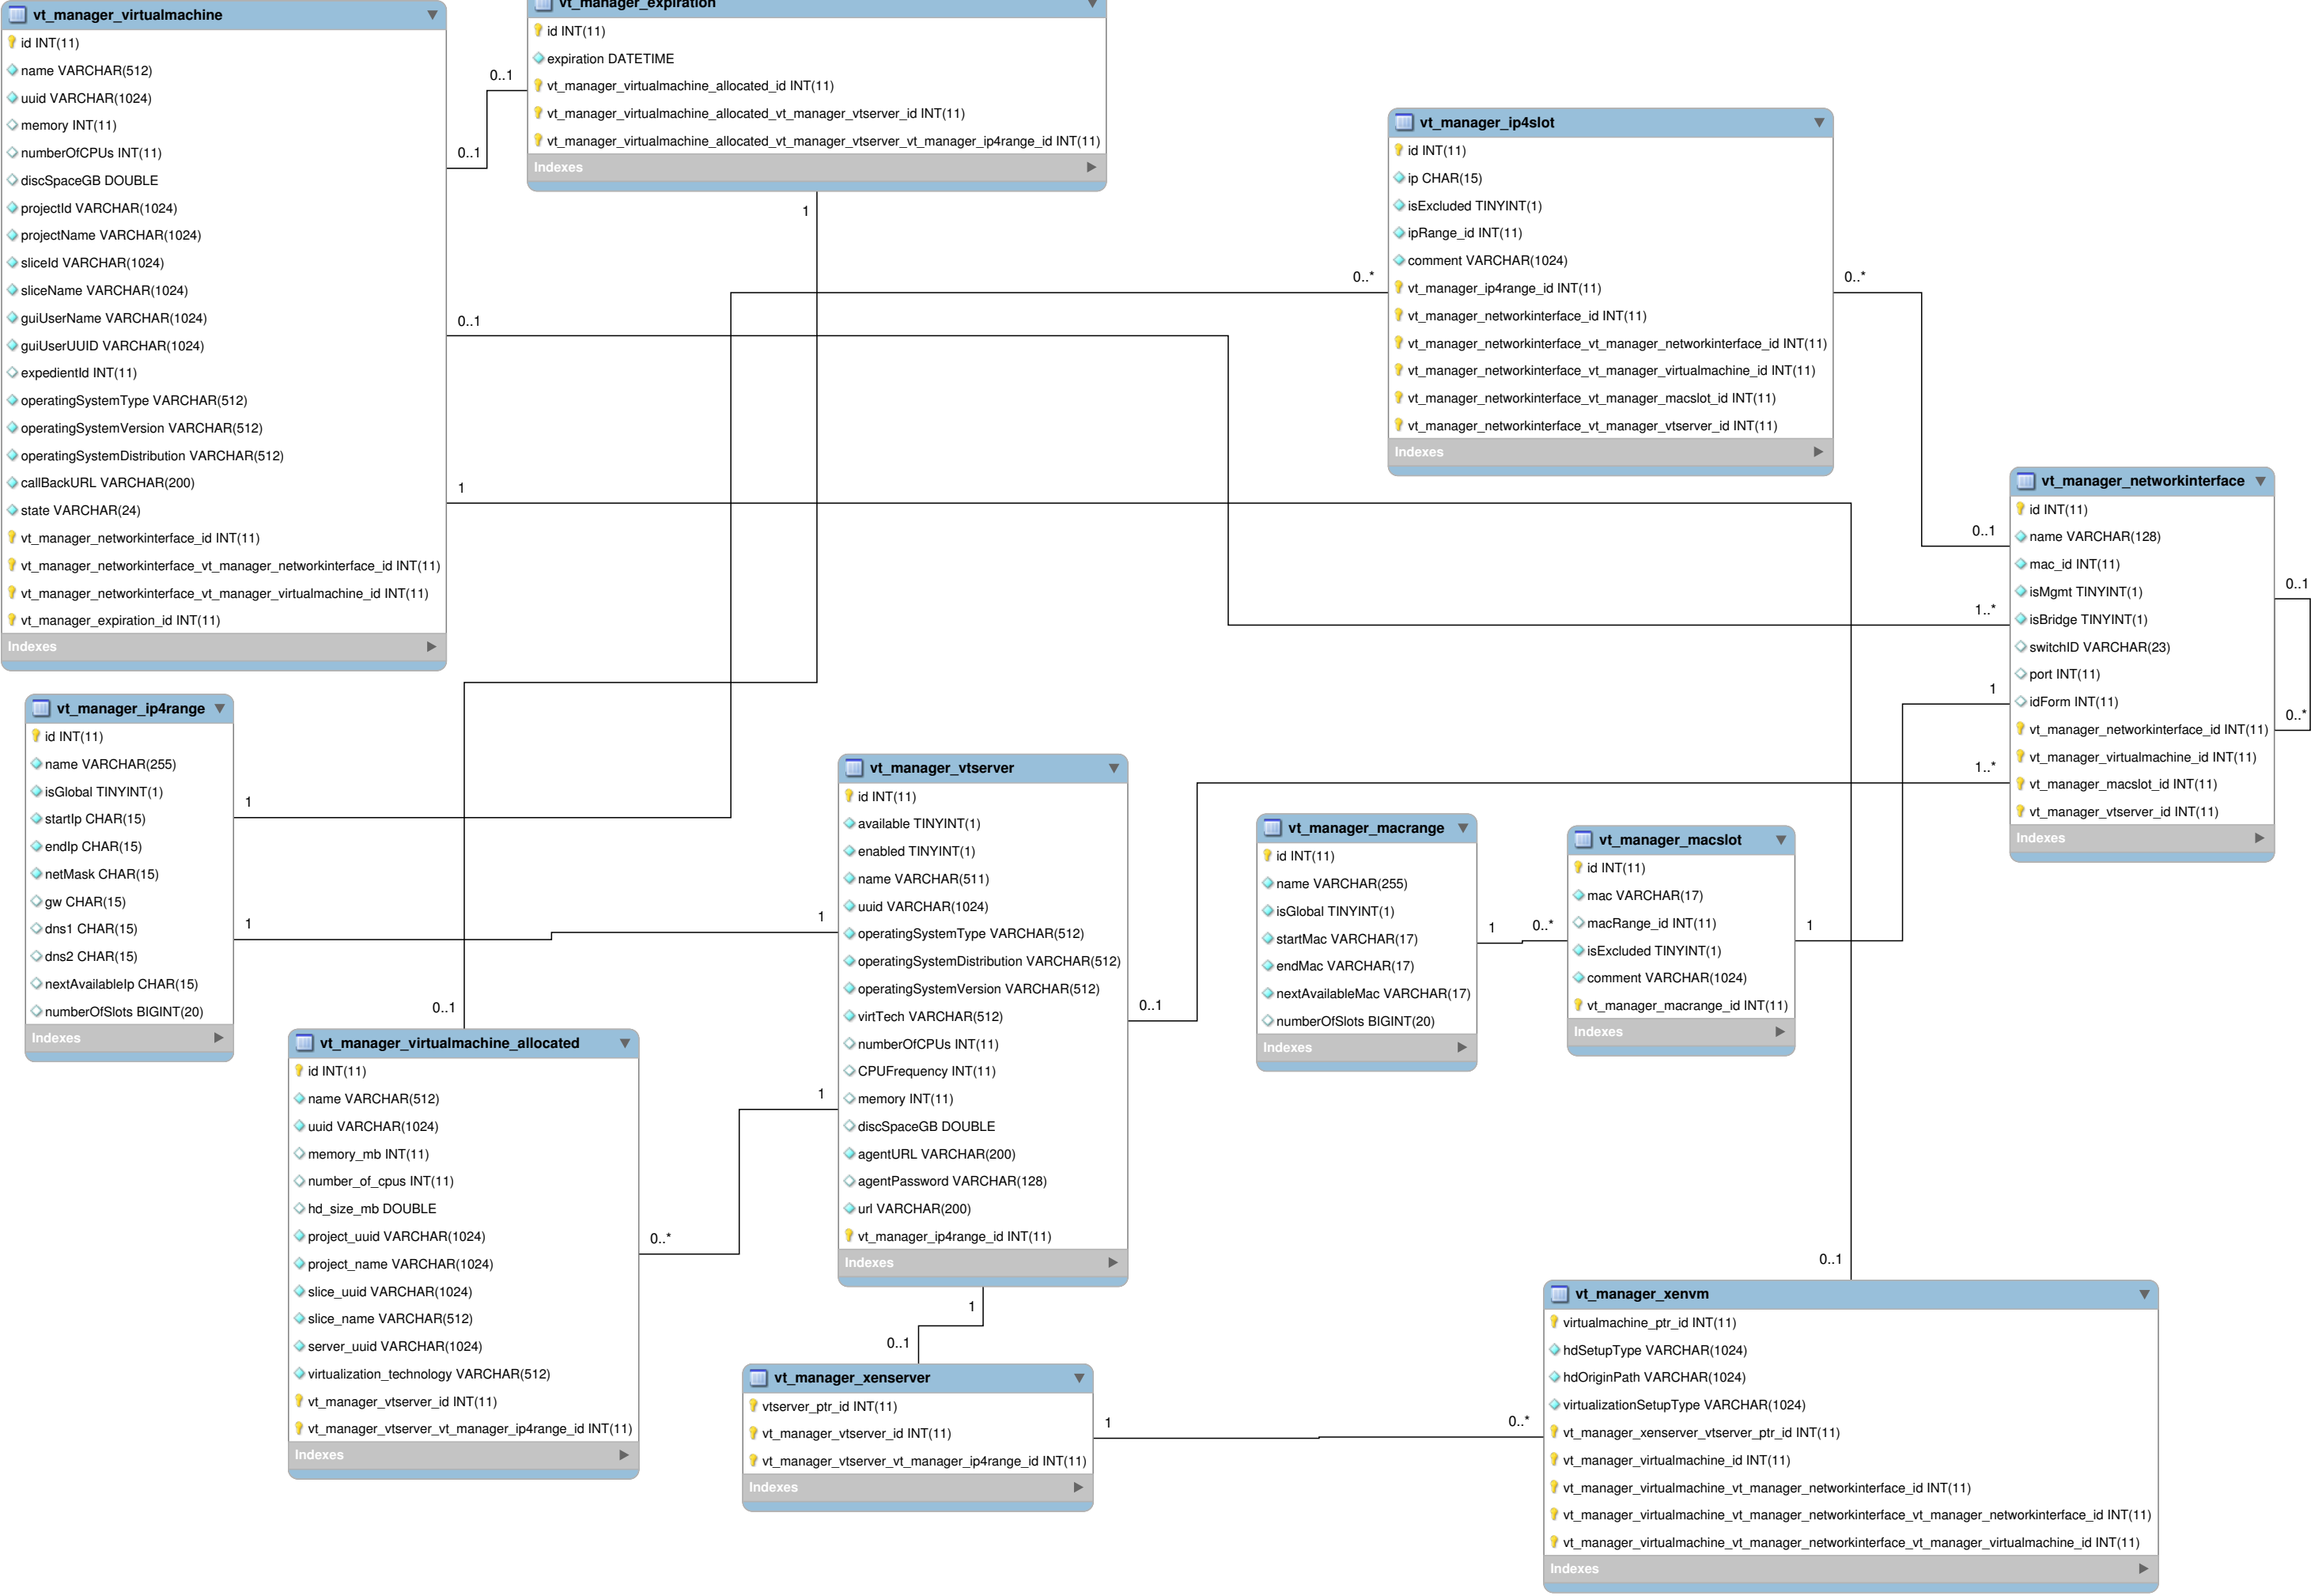 vt_manager_virtualmachine
id INT(11)
name VARCHAR(512)
uuid VARCHAR(1024)
memory INT(11)
numberOfCPUs INT(11)
discSpaceGB DOUBLE
projectId VARCHAR(1024)
projectName VARCHAR(1024)
sliceId VARCHAR(1024)
sliceName VARCHAR(1024)
guiUserName VARCHAR(1024)
guiUserUUID VARCHAR(1024)
expedientId INT(11)
operatingSystemType VARCHAR(512)
operatingSystemVersion VARCHAR(512)
operatingSystemDistribution VARCHAR(512)
callBackURL VARCHAR(200)
state VARCHAR(24)
vt_manager_networkinterface_id INT(11)
vt_manager_networkinterface_vt_manager_networkinterface_id INT(11)
vt_manager_networkinterface_vt_manager_virtualmachine_id INT(11)
vt_manager_expiration_id INT(11)
Indexes
0..1
0..1
0..1
1
vt_manager_expiration
id INT(11)
expiration DATETIME
vt_manager_virtualmachine_allocated_id INT(11)
vt_manager_virtualmachine_allocated_vt_manager_vtserver_id INT(11)
vt_manager_virtualmachine_allocated_vt_manager_vtserver_vt_manager_ip4range_id INT(11)
Indexes
1
vt_manager_ip4slot
id INT(11)
ip CHAR(15)
isExcluded TINYINT(1)
ipRange_id INT(11)
comment VARCHAR(1024)
vt_manager_ip4range_id INT(11)
vt_manager_networkinterface_id INT(11)
vt_manager_networkinterface_vt_manager_networkinterface_id INT(11)
vt_manager_networkinterface_vt_manager_virtualmachine_id INT(11)
vt_manager_networkinterface_vt_manager_macslot_id INT(11)
vt_manager_networkinterface_vt_manager_vtserver_id INT(11)
Indexes
0..*
0..*
vt_manager_networkinterface
id INT(11)
name VARCHAR(128)
mac_id INT(11)
isMgmt TINYINT(1)
isBridge TINYINT(1)
switchID VARCHAR(23)
port INT(11)
idForm INT(11)
vt_manager_networkinterface_id INT(11)
vt_manager_virtualmachine_id INT(11)
vt_manager_macslot_id INT(11)
vt_manager_vtserver_id INT(11)
Indexes
0..1
1..*
1
1..*
0..1
0..*
vt_manager_ip4range
id INT(11)
name VARCHAR(255)
isGlobal TINYINT(1)
startIp CHAR(15)
endIp CHAR(15)
netMask CHAR(15)
gw CHAR(15)
dns1 CHAR(15)
dns2 CHAR(15)
nextAvailableIp CHAR(15)
numberOfSlots BIGINT(20)
Indexes
1
1
vt_manager_virtualmachine_allocated
id INT(11)
name VARCHAR(512)
uuid VARCHAR(1024)
memory_mb INT(11)
number_of_cpus INT(11)
hd_size_mb DOUBLE
project_uuid VARCHAR(1024)
project_name VARCHAR(1024)
slice_uuid VARCHAR(1024)
slice_name VARCHAR(512)
server_uuid VARCHAR(1024)
virtualization_technology VARCHAR(512)
vt_manager_vtserver_id INT(11)
vt_manager_vtserver_vt_manager_ip4range_id INT(11)
Indexes
0..1
0..*
vt_manager_vtserver
id INT(11)
available TINYINT(1)
enabled TINYINT(1)
name VARCHAR(511)
uuid VARCHAR(1024)
operatingSystemType VARCHAR(512)
operatingSystemDistribution VARCHAR(512)
operatingSystemVersion VARCHAR(512)
virtTech VARCHAR(512)
numberOfCPUs INT(11)
CPUFrequency INT(11)
memory INT(11)
discSpaceGB DOUBLE
agentURL VARCHAR(200)
agentPassword VARCHAR(128)
url VARCHAR(200)
vt_manager_ip4range_id INT(11)
Indexes
1
1
0..1
1
vt_manager_macrange
id INT(11)
name VARCHAR(255)
isGlobal TINYINT(1)
startMac VARCHAR(17)
endMac VARCHAR(17)
nextAvailableMac VARCHAR(17)
numberOfSlots BIGINT(20)
Indexes
1
vt_manager_macslot
id INT(11)
mac VARCHAR(17)
macRange_id INT(11)
isExcluded TINYINT(1)
comment VARCHAR(1024)
vt_manager_macrange_id INT(11)
Indexes
0..*
1
vt_manager_xenserver
vtserver_ptr_id INT(11)
vt_manager_vtserver_id INT(11)
vt_manager_vtserver_vt_manager_ip4range_id INT(11)
Indexes
0..1
1
vt_manager_xenvm
virtualmachine_ptr_id INT(11)
hdSetupType VARCHAR(1024)
hdOriginPath VARCHAR(1024)
virtualizationSetupType VARCHAR(1024)
vt_manager_xenserver_vtserver_ptr_id INT(11)
vt_manager_virtualmachine_id INT(11)
vt_manager_virtualmachine_vt_manager_networkinterface_id INT(11)
vt_manager_virtualmachine_vt_manager_networkinterface_vt_manager_networkinterface_id INT(11)
vt_manager_virtualmachine_vt_manager_networkinterface_vt_manager_virtualmachine_id INT(11)
Indexes
0..1
0..*